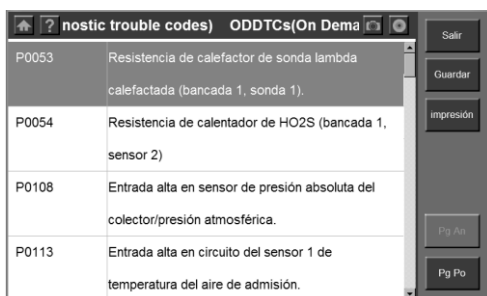 ? nostic trouble codes) ODDTCs(On Dema
Salir
P0053 Resistencia de calefactor de sonda lambda
calefactada (bancada 1, sonda 1).
Guardar
P0054 Resistencia de calentador de HO2S (bancada 1,
sensor 2)
impresión
P0108 Entrada alta en sensor de presión absoluta del
colector/presión atmosférica.
P0113 Entrada alta en circuito del sensor 1 de
temperatura del aire de admisión.
Pg An
Pg Po